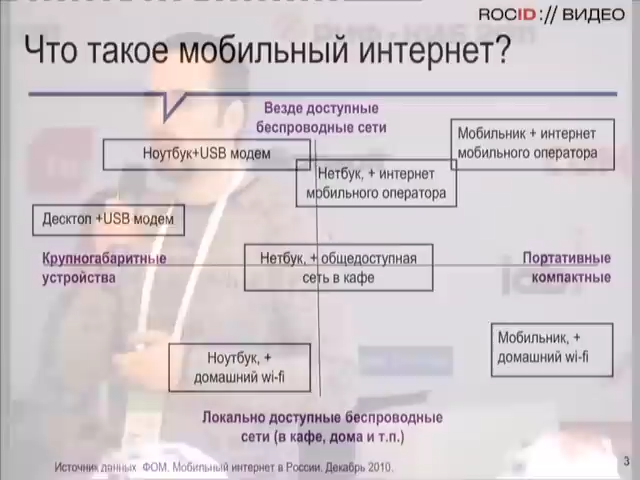 ROCID:// ВИДЕО
Что такое мобильный интернет?
Везде доступные
беспроводные сети
Мобильник + интернет
мобильного оператора
Ноутбук+USB модем
Нетбук, + интернет
мобильного оператора
Десктоп +USB модем
Крупногабаритные
устройства
Нетбук, + общедоступная
сеть в кафе
Портативные
компактные
Мобильник, +
домашний wi-fi
Ноутбук, +
домашний wi-fi
Локально доступные беспроводные
сети (в кафе, дома и т.п.)
Источник данных ФОМ. Мобильный интернет в России. Декабрь 2010.
3